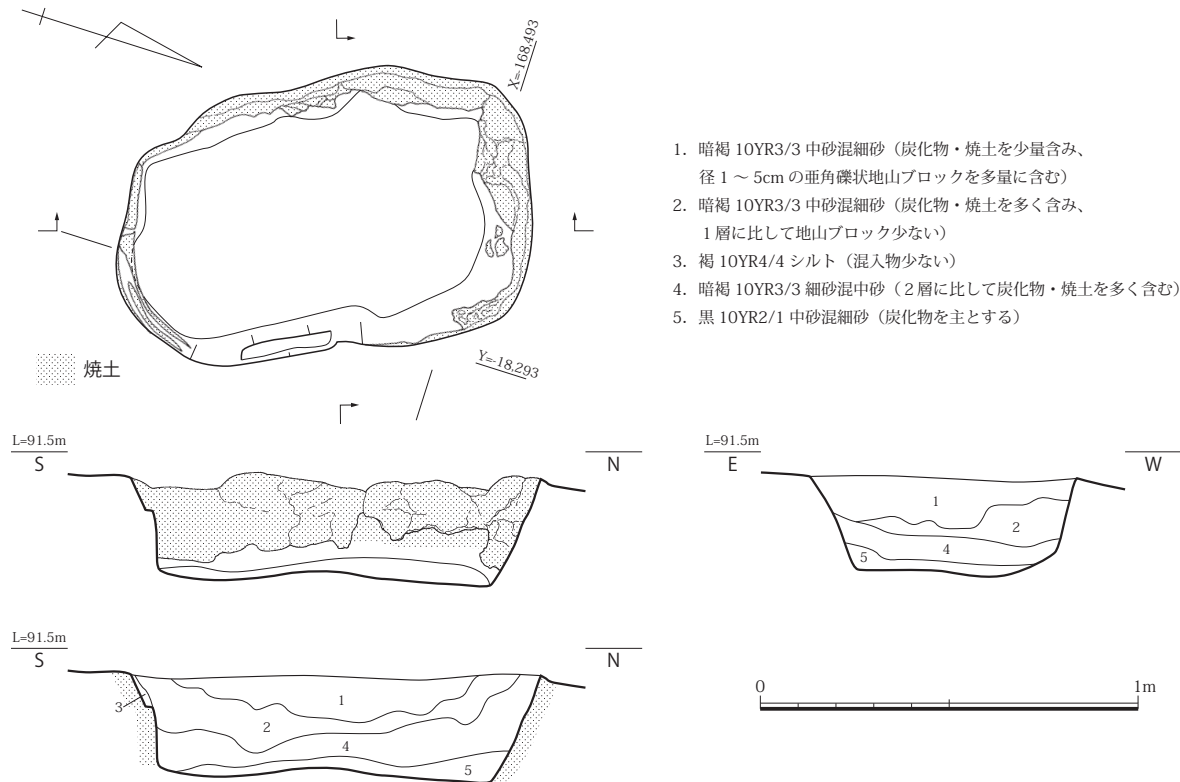 X=-168,493
Y=-18,293
焼土
1．暗褐 10YR3/3 中砂混細砂（炭化物・焼土を少量含み、
径 1 ～ 5cm の亜角礫状地山ブロックを多量に含む）
2．暗褐 10YR3/3 中砂混細砂（炭化物・焼土を多く含み、
1 層に比して地山ブロック少ない）
3．褐 10YR4/4 シルト（混入物少ない）
4．暗褐 10YR3/3 細砂混中砂（２層に比して炭化物・焼土を多く含む）
5．黒 10YR2/1 中砂混細砂（炭化物を主とする）
L=91.5m
S
N
L=91.5m
E
W
1
2
4
5
L=91.5m
S
N
1
3
2
4
5
0
1m